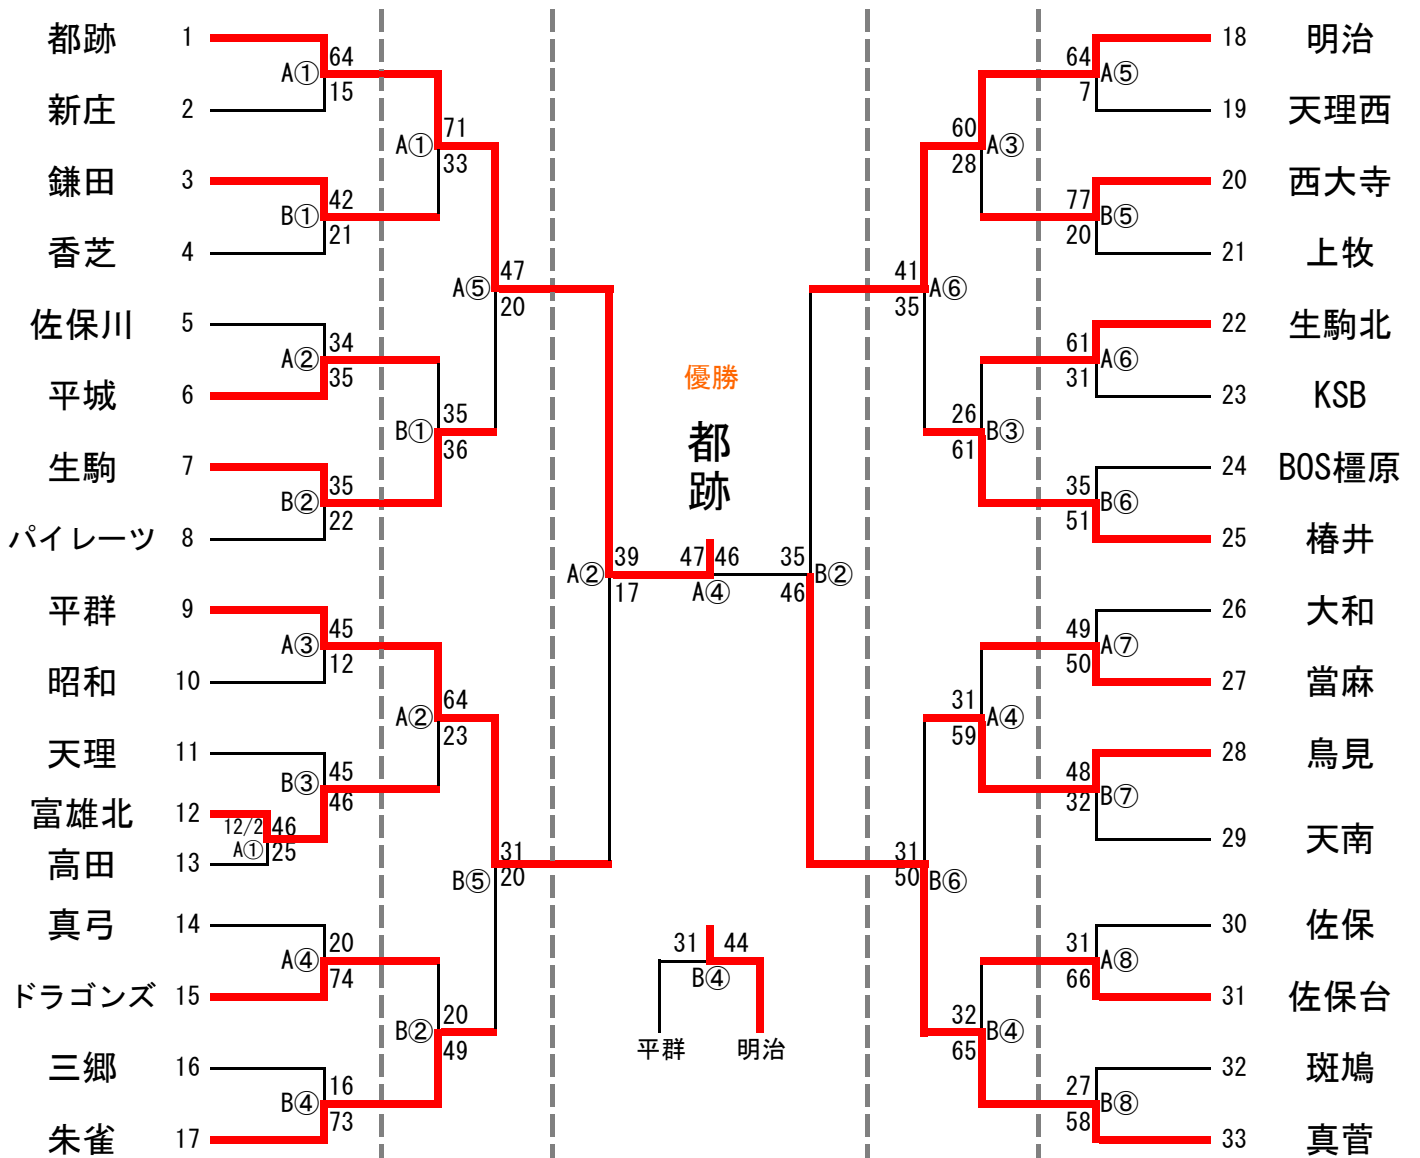 都跡 1 64 64 18 明治
A① A⑤
新庄 2 15 7 19 天理西
71 60
A① A③
33 28
鎌田 3 42 77 20 西大寺
B① B⑤
香芝 4 21 20 21 上牧
47 41
A⑤ A⑥
20 35
佐保川 5 34 61 22 生駒北
A② A⑥
平城 6 35 31 23 KSB
35 26
B① B③
36 61
生駒 7 35 35 24 BOS橿原
B② B⑥
パイレーツ 8 22 51 25 椿井
優勝
都跡
39 47 46 35
A② A④ B②
17 46
平群 9 45 49 26 大和
A③ A⑦
昭和 10 12 50 27 當麻
64 31
A② A④
23 59
天理 11 45 48 28 鳥見
B③ B⑦
富雄北 12 12/2 46 46 32
A①
高田 13 25 29 天南
31 31
B⑤ B⑥
20 50
真弓 14 20 31 30 佐保
A④ A⑧
ドラゴンズ 15 74 66 31 佐保台
31 44
B④
平群 明治
20 32
B② B④
49 65
三郷 16 16 27 32 斑鳩
B④ B⑧
朱雀 17 73 58 33 真菅